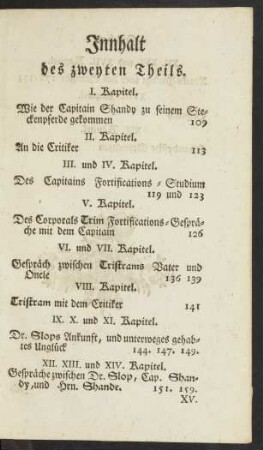 Innhalt
des zweyten Theils.
I. Kapitel.
Wie der Capitain Shandy zu seinem Ste-
ckenpferde gekommen 109
II. Kapitel.
An die Critiker 113
III. und IV. Kapitel.
Des Capitains Fortifications-Studium
119 und 123
V. Kapitel.
Des Corporals Trim Fortifications-Gesprä-
che mit dem Capitain 126
VI. und VII. Kapitel.
Gespräch zwischen Tristrams Vater und
Oncle 136 139
VIII. Kapitel.
Tristram mit dem Critiker 141
IX. X. und XI. Kapitel.
Dr. Slops Ankunft, und unterweges gehab-
tes Unglück 144. 147. 149.
XII. XIII. und XIV. Kapitel.
Gespräche zwischen Dr. Slop, Cap. Shan-
dy, und Hrn. Shande. 151. 159.
XV.